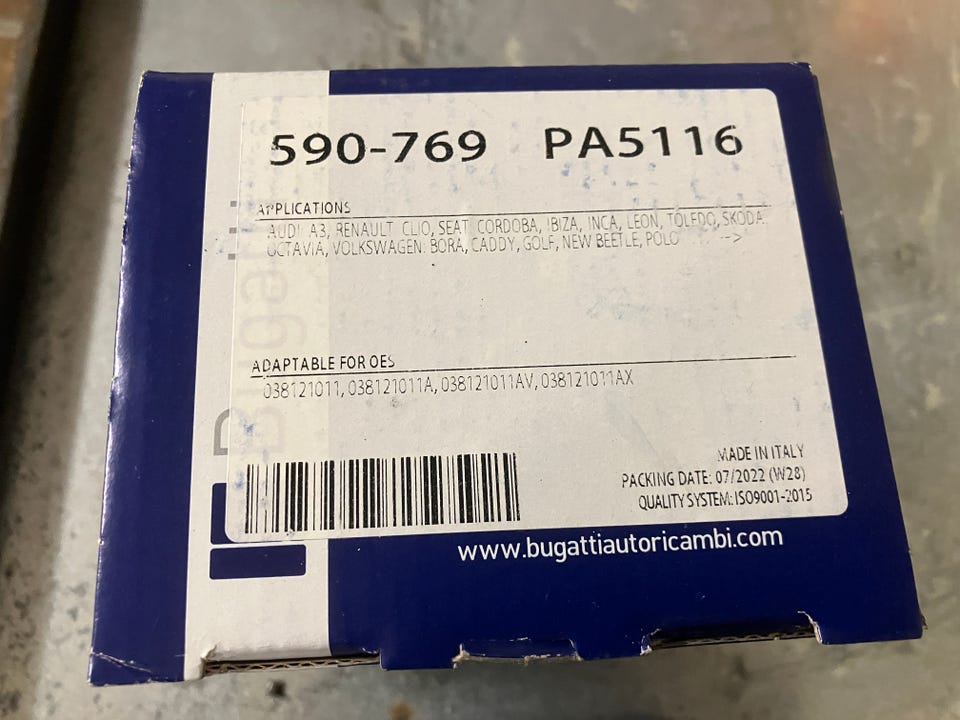 590-769 PA5116
APPLICATIONS
AUDI A3, RENAULT CLIO, SEAT CORDOBA, IBIZA, INCA, LEON, TOLEDO, SKODA
OCTAVIA, VOLKSWAGEN BORA, CADDY, GOLF, NEW BEETLE, POLO -->
ADAPTABLE FOR OES
038121011, 038121011A, 038121011AV, 038121011AX
MADE IN ITALY
PACKING DATE: 07/2022 (W28)
QUALITY SYSTEM: ISO9001-2015
www.bugattiautoricambi.com